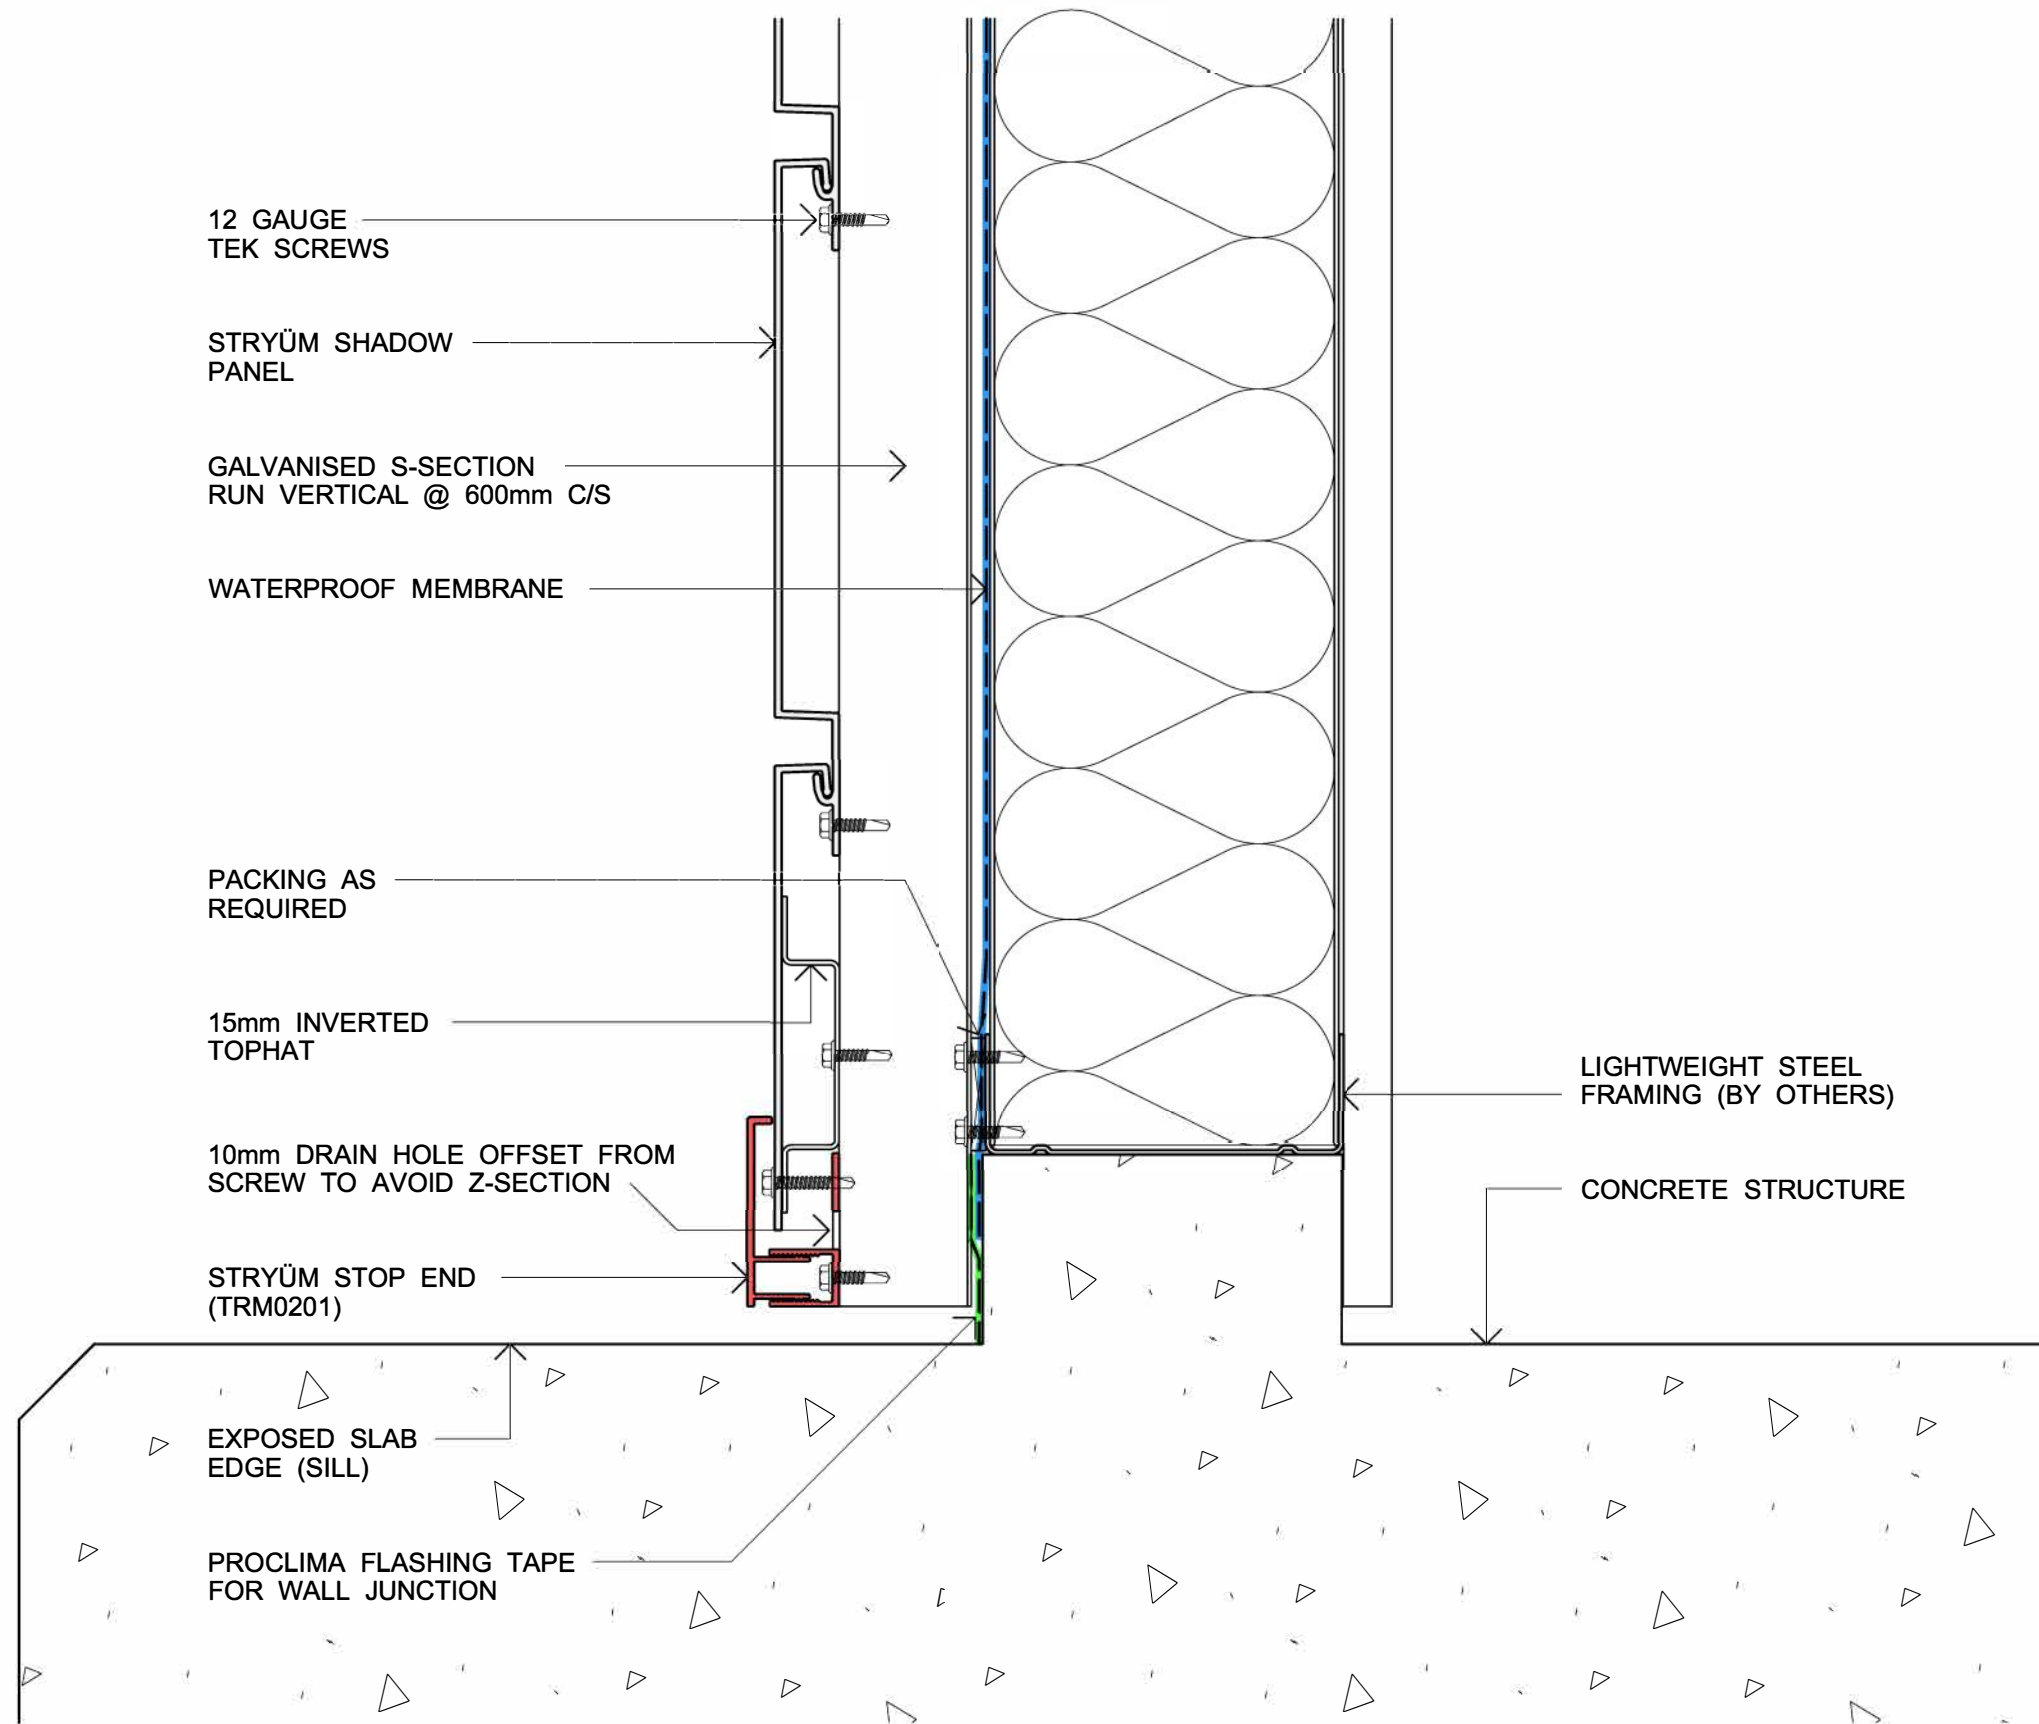 12 GAUGE
TEK SCREWS
STRYÜM SHADOW
PANEL
GALVANISED S-SECTION
RUN VERTICAL @ 600mm C/S
WATERPROOF MEMBRANE
PACKING AS
REQUIRED
15mm INVERTED
TOPHAT
10mm DRAIN HOLE OFFSET FROM
SCREW TO AVOID Z-SECTION
STRYÜM STOP END
(TRM0201)
EXPOSED SLAB
EDGE (SILL)
PROCLIMA FLASHING TAPE
FOR WALL JUNCTION
LIGHTWEIGHT STEEL
FRAMING (BY OTHERS)
CONCRETE STRUCTURE